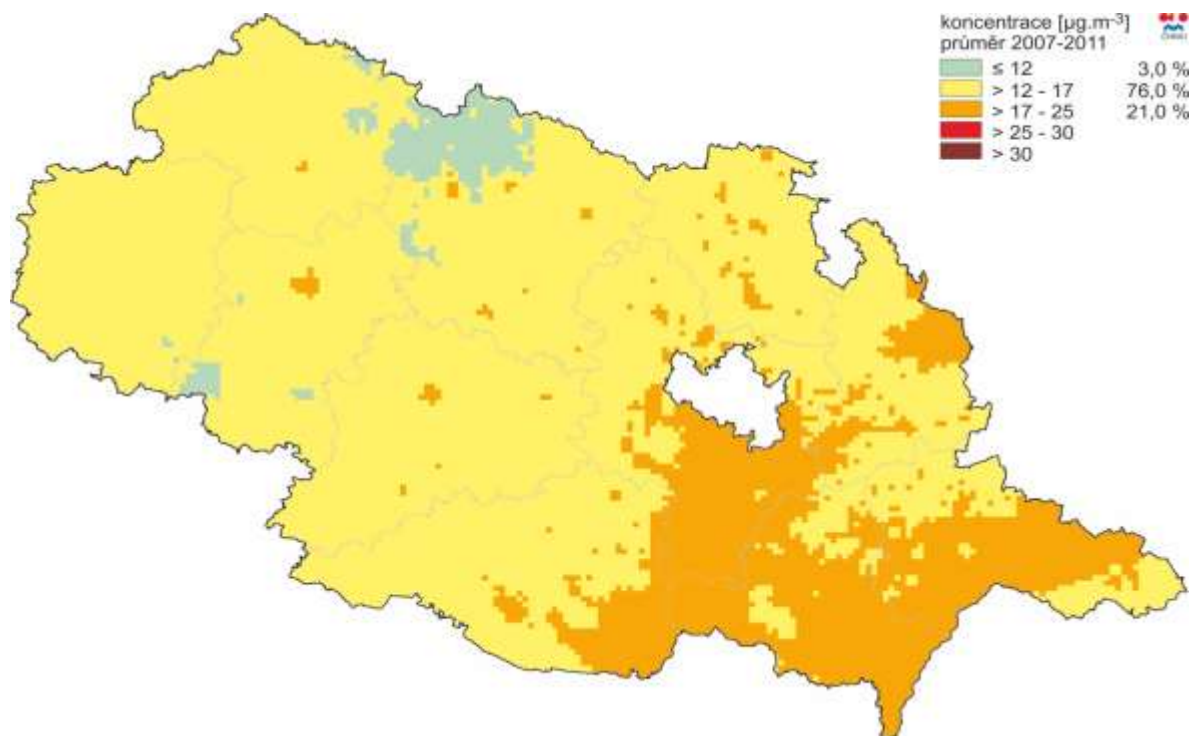 koncentrace [µg.m⁻³]
průměr 2007-2011
≤ 12 3,0 %
> 12 - 17 76,0 %
> 17 - 25 21,0 %
> 25 - 30
> 30